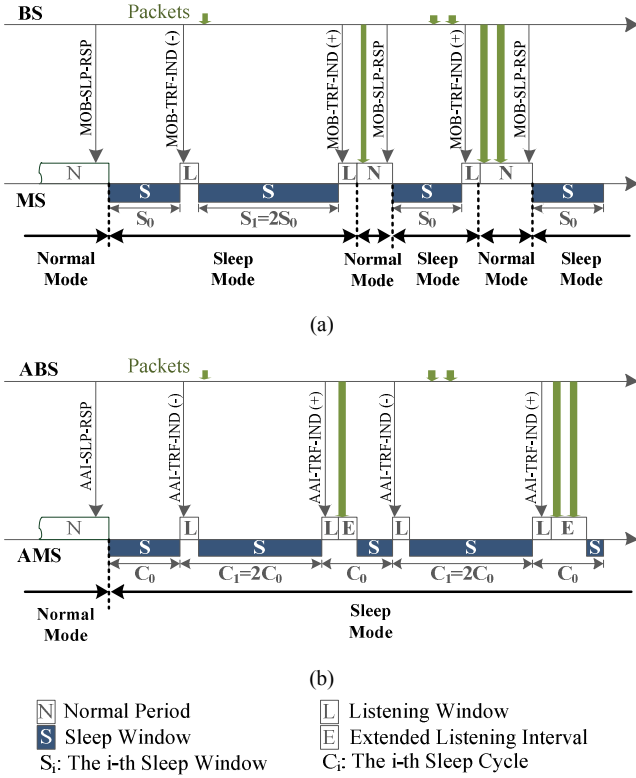 BS
Packets
MOB-SLP-RSP
MOB-TRF-IND (-)
MOB-TRF-IND (+)
MOB-SLP-RSP
MOB-TRF-IND (+)
MOB-SLP-RSP
N
L
L
N
L
N
MS
S
S
S
S
S0
S1=2S0
S0
S0
Normal
Mode
Sleep
Mode
Normal
Mode
Sleep
Mode
Normal
Mode
Sleep
Mode
(a)
ABS
Packets
AAI-SLP-RSP
AAI-TRF-IND (-)
AAI-TRF-IND (+)
AAI-TRF-IND (-)
AAI-TRF-IND (+)
N
L
L
E
L
L
E
AMS
S
S
S
S
S
C0
C1=2C0
C0
C1=2C0
C0
Normal
Mode
Sleep
Mode
(b)
N Normal Period
L Listening Window
S Sleep Window
E Extended Listening Interval
Si: The i-th Sleep Window
Ci: The i-th Sleep Cycle